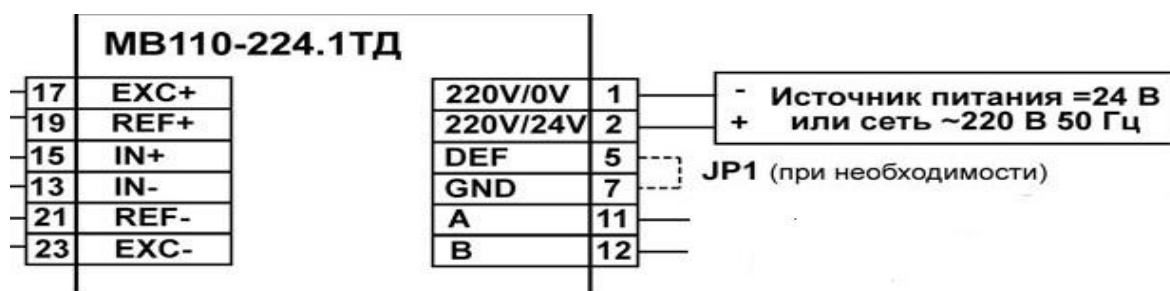 МВ110-224.1ТД
17 EXC+
19 REF+
15 IN+
13 IN-
21 REF-
23 EXC-
220V/0V 1
220V/24V 2
DEF 5
GND 7
A 11
B 12
- Источник питания =24 В
+ или сеть ~220 В 50 Гц
JP1 (при необходимости)